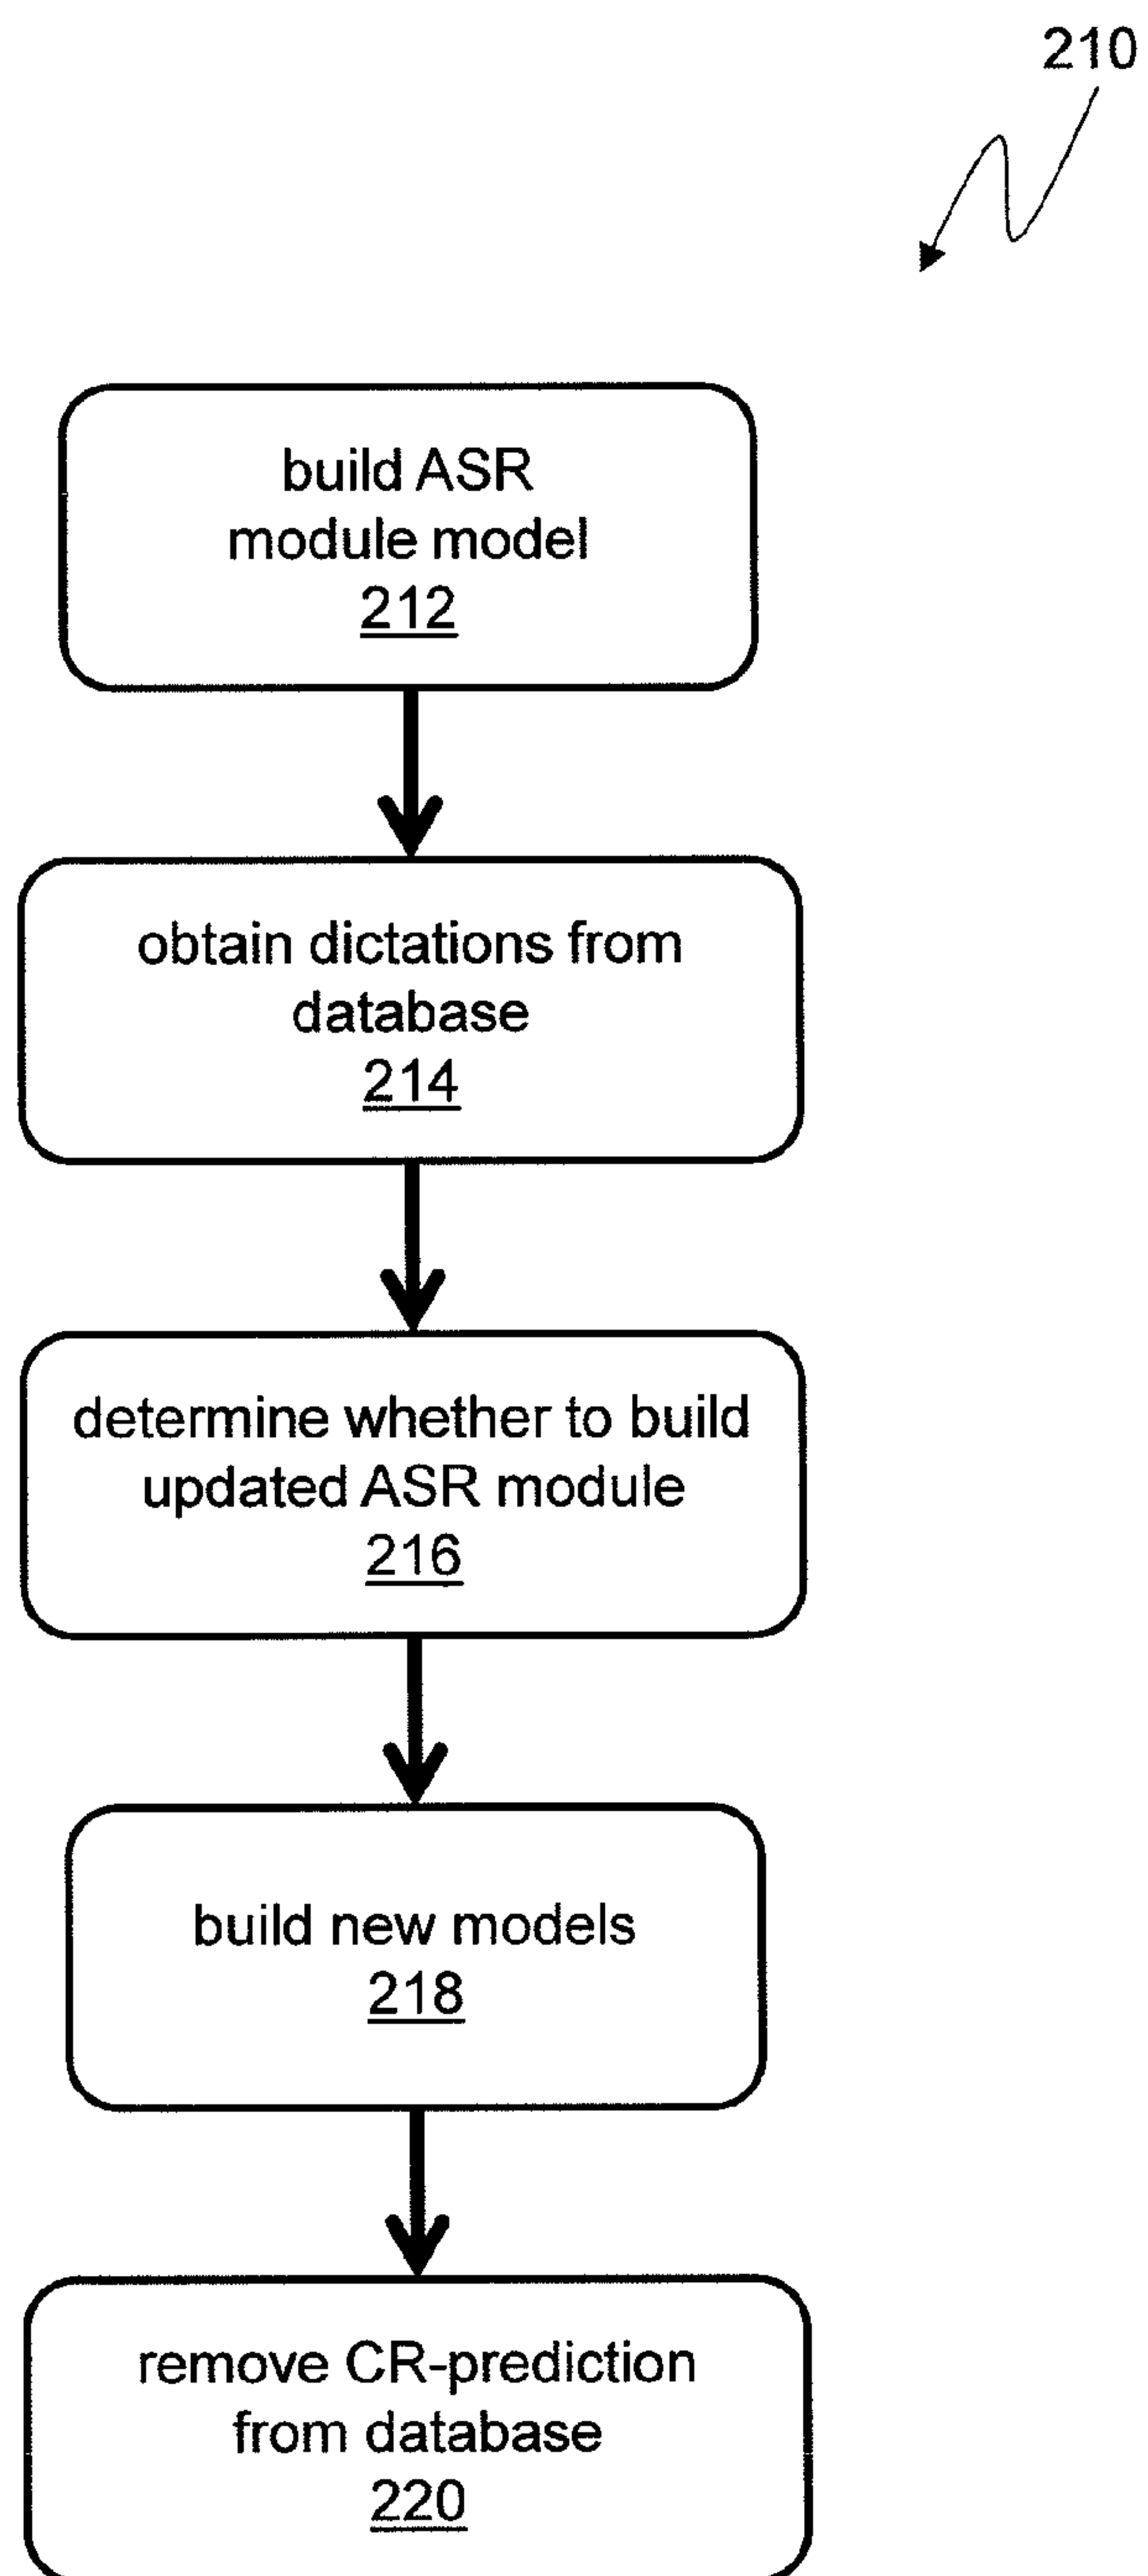 210
build ASR
module model
212
obtain dictations from
database
214
determine whether to build
updated ASR module
216
build new models
218
remove CR-prediction
from database
220